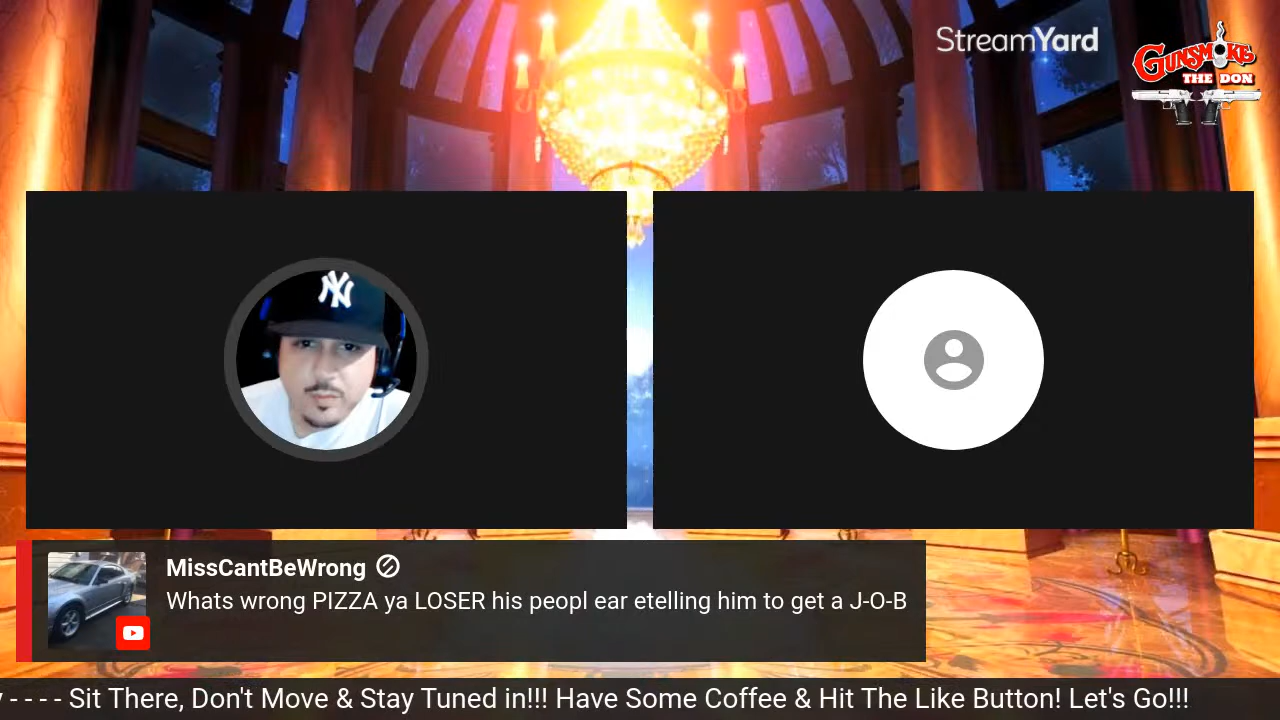 StreamYard
GUNSMOKE
THE DON
NY
MissCantBeWrong
Whats wrong PIZZA ya LOSER his peopl ear etelling him to get a J-O-B
- - - - Sit There, Don't Move & Stay Tuned in!!! Have Some Coffee & Hit The Like Button! Let's Go!!!